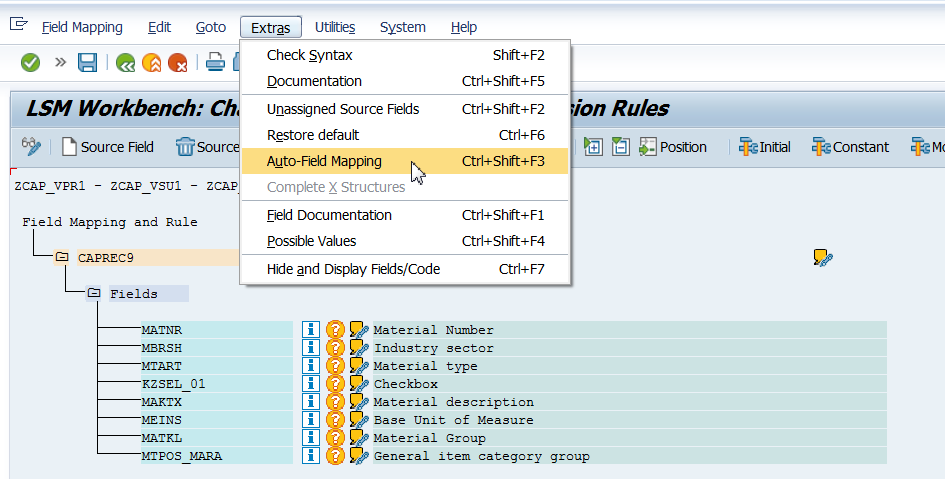 Field Mapping Edit Goto Extras Utilities System Help
Check Syntax Shift+F2
Documentation Ctrl+Shift+F5
Unassigned Source Fields Ctrl+Shift+F2
Restore default Ctrl+F6
Auto-Field Mapping Ctrl+Shift+F3
Complete X Structures
Field Documentation Ctrl+Shift+F1
Possible Values Ctrl+Shift+F4
Hide and Display Fields/Code Ctrl+F7
LSM Workbench: Cha sion Rules
Source Field Source Position Initial Constant Mo
ZCAP_VPR1 - ZCAP_VSU1 - ZCAP_
Field Mapping and Rule
CAPREC9
Fields
MATNR Material Number
MBRSH Industry sector
MTART Material type
KZSEL_01 Checkbox
MAKTX Material description
MEINS Base Unit of Measure
MATKL Material Group
MTPOS_MARA General item category group